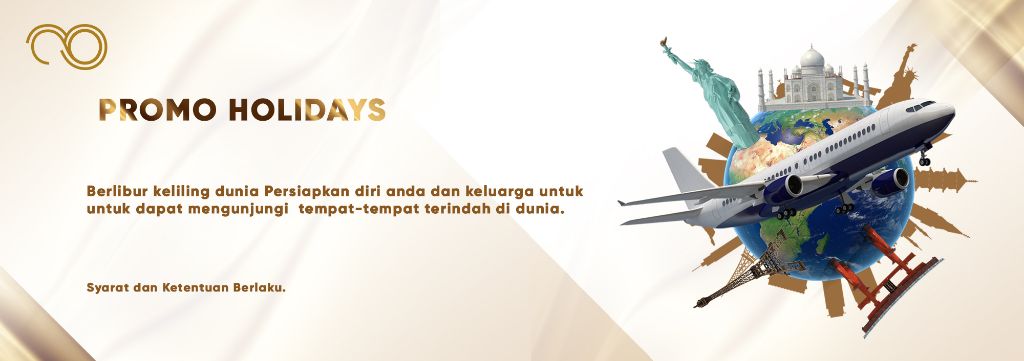 PROMO HOLIDAYS
Berlibur keliling dunia Persiapkan diri anda dan keluarga untuk
untuk dapat mengunjungi  tempat-tempat terindah di dunia.
Syarat dan Ketentuan Berlaku.